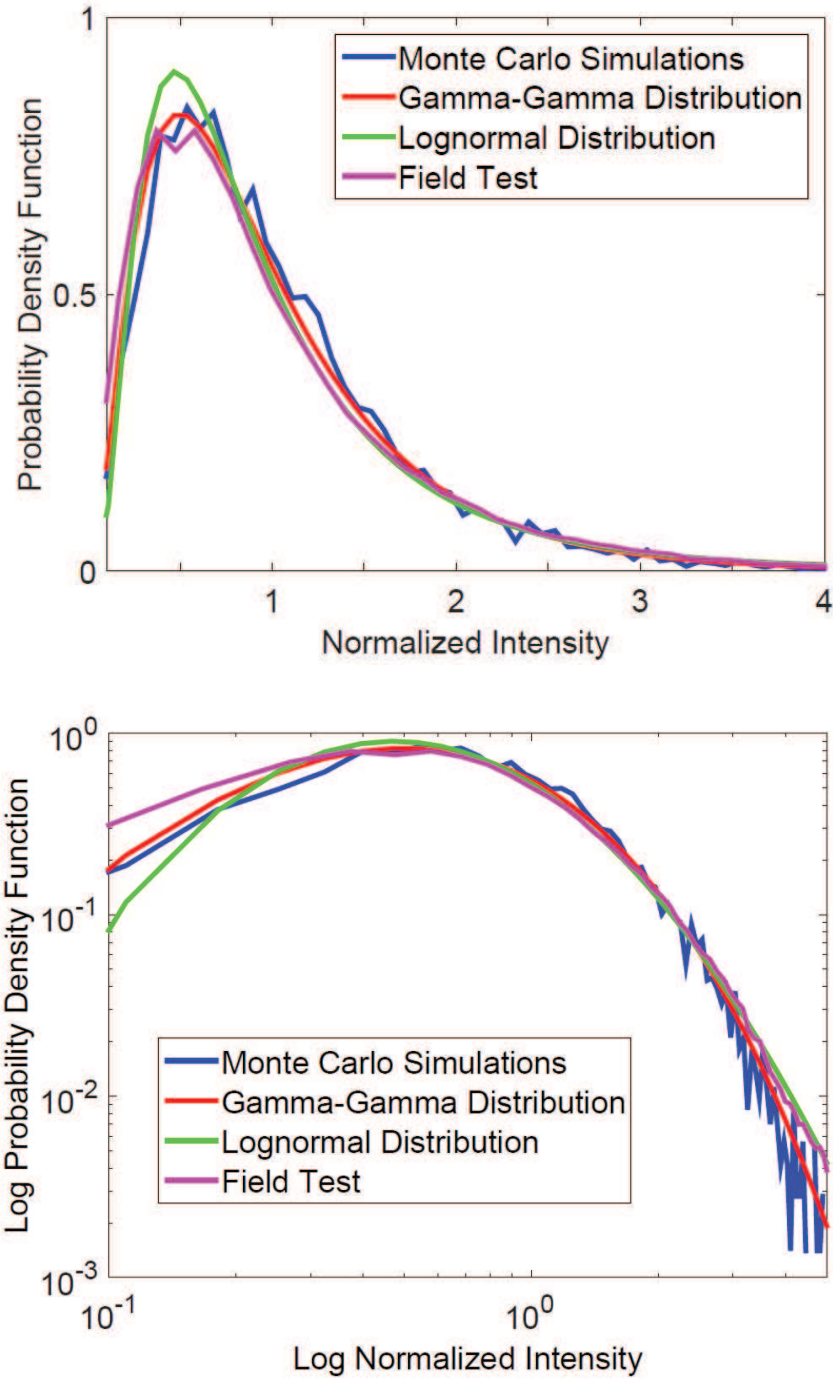 1
0.5
0
Probability Density Function
Monte Carlo Simulations
Gamma-Gamma Distribution
Lognormal Distribution
Field Test
1 2 3 4
Normalized Intensity
10^0
10^-1
10^-2
10^-3
Log Probability Density Function
Monte Carlo Simulations
Gamma-Gamma Distribution
Lognormal Distribution
Field Test
10^-1 10^0
Log Normalized Intensity